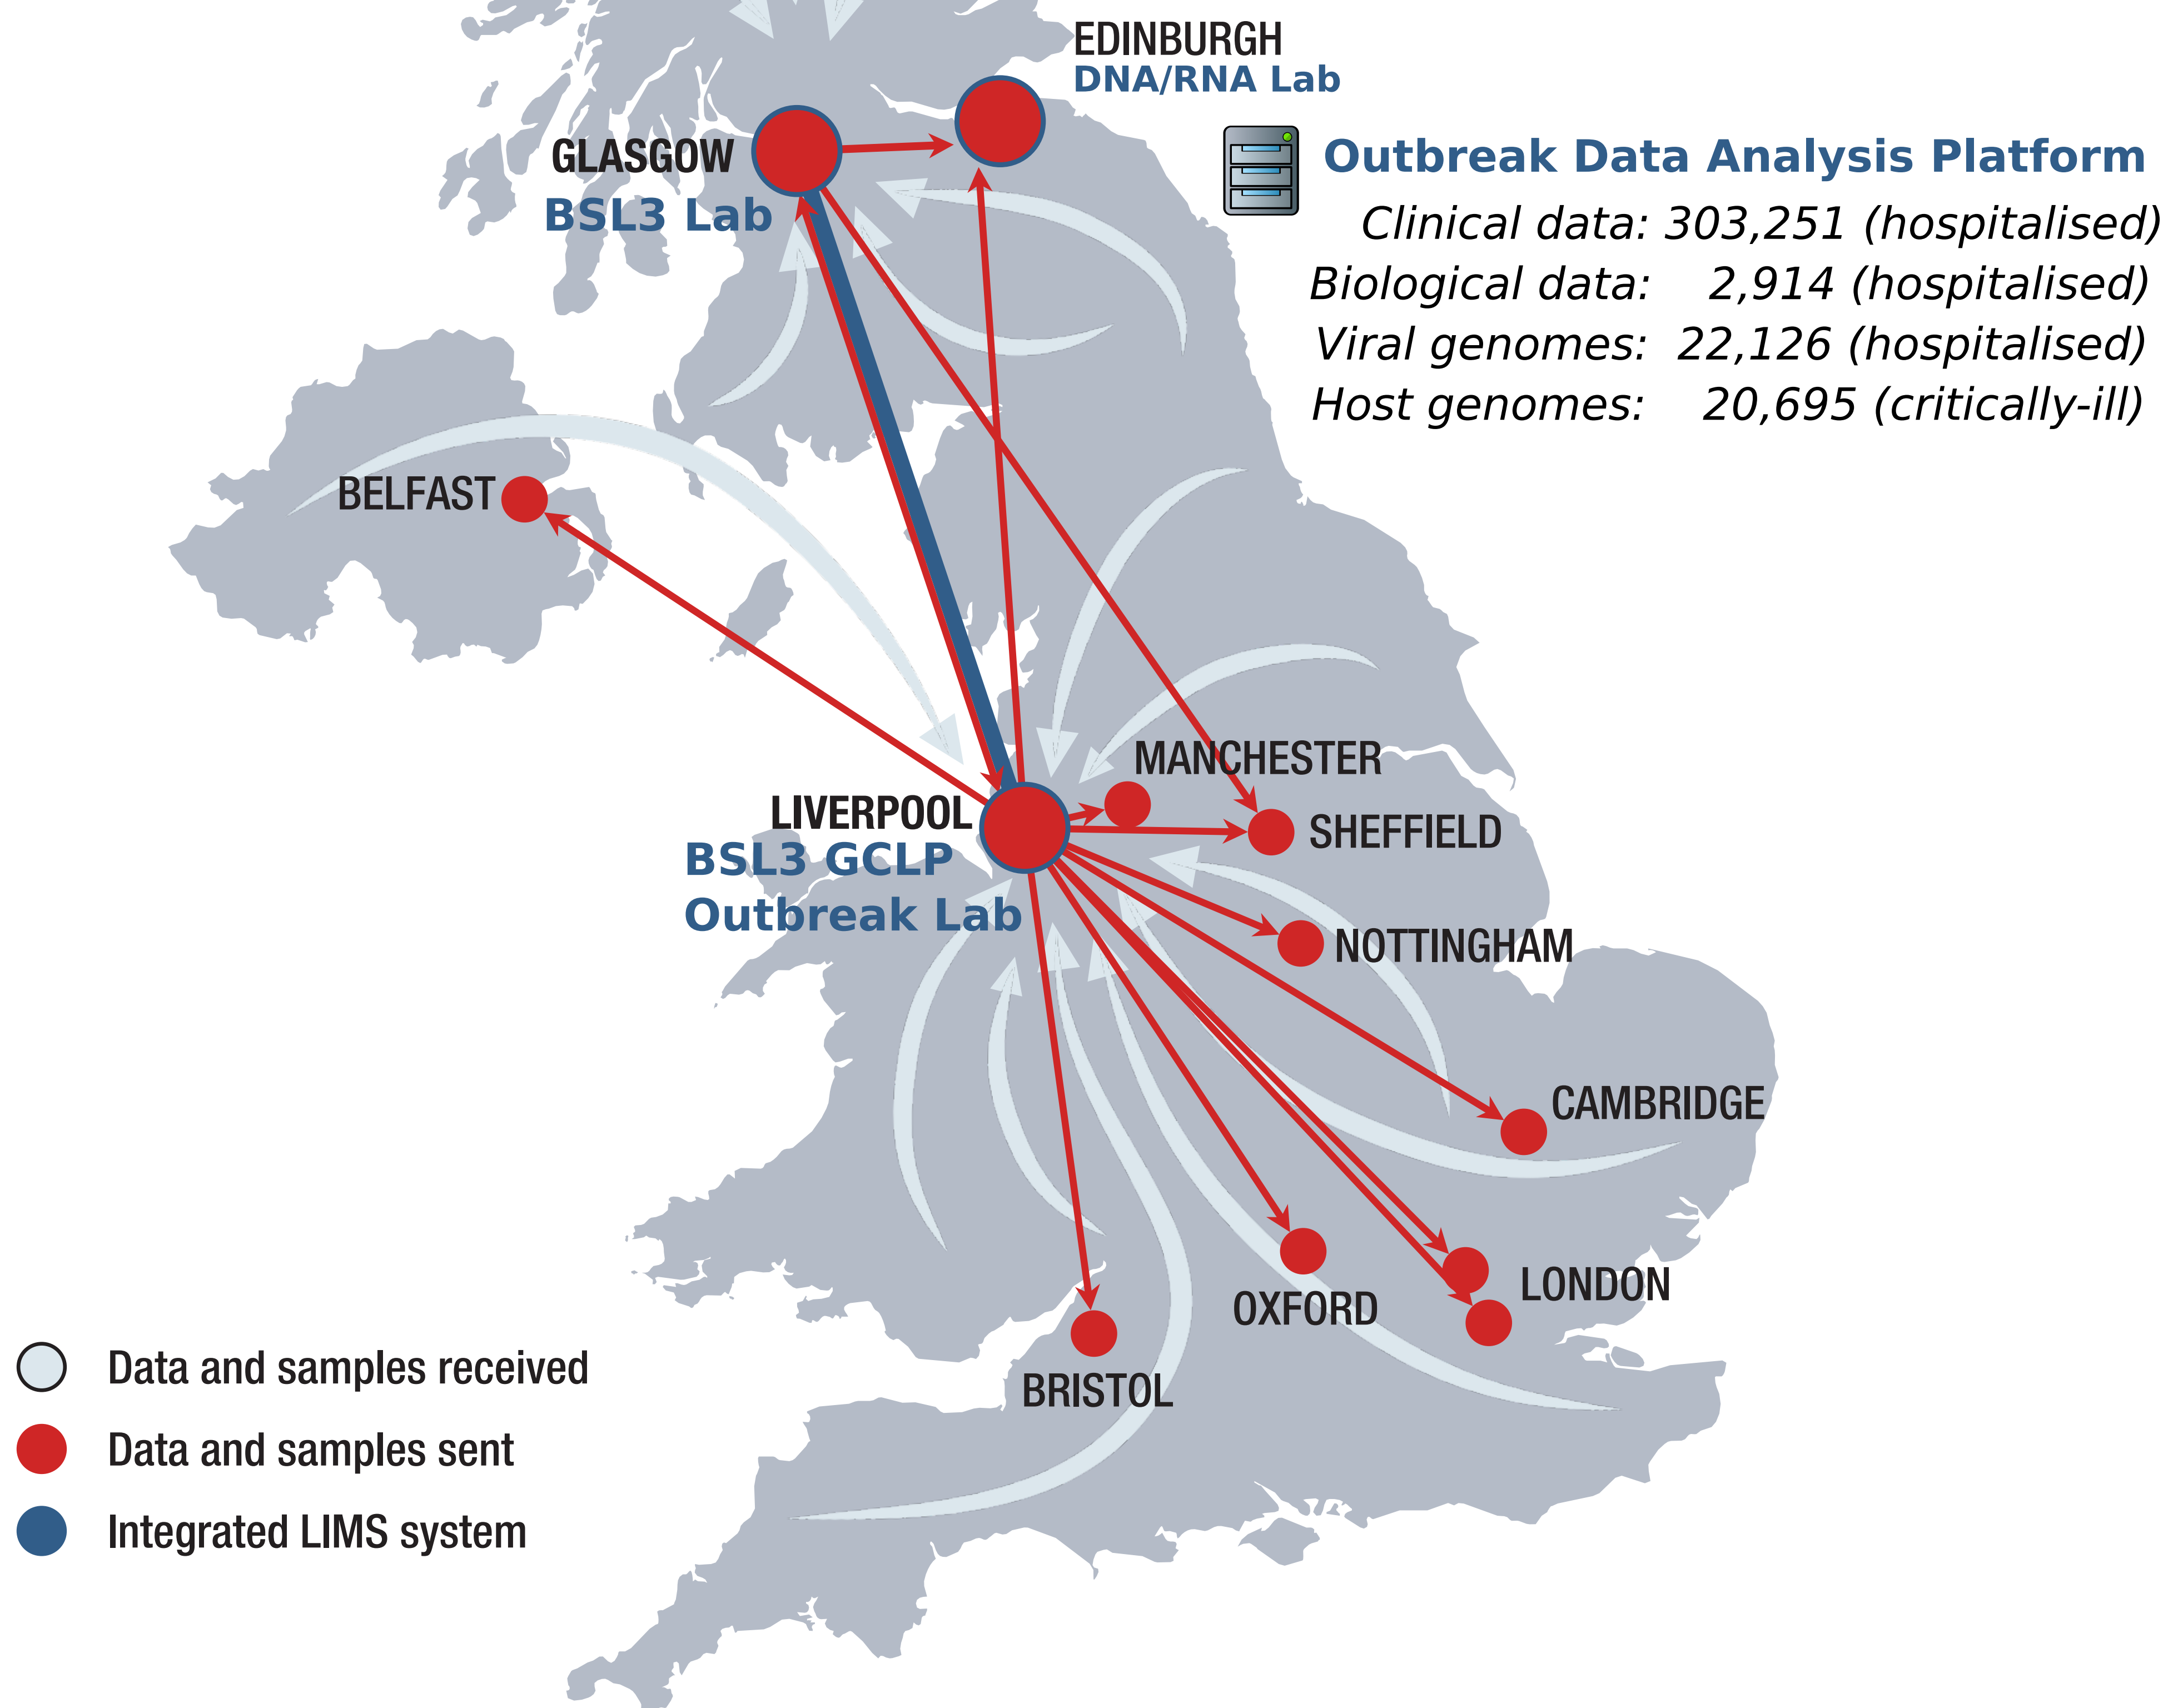 EDINBURGH
DNA/RNA Lab
GLASGOW
BSL3 Lab
Outbreak Data Analysis Platform
Clinical data: 303,251 (hospitalised)
Biological data: 2,914 (hospitalised)
Viral genomes: 22,126 (hospitalised)
Host genomes: 20,695 (critically-ill)
BELFAST
MANCHESTER
LIVERPOOL
BSL3 GCLP
Outbreak Lab
SHEFFIELD
NOTTINGHAM
CAMBRIDGE
LONDON
OXFORD
BRISTOL
Data and samples received
Data and samples sent
Integrated LIMS system